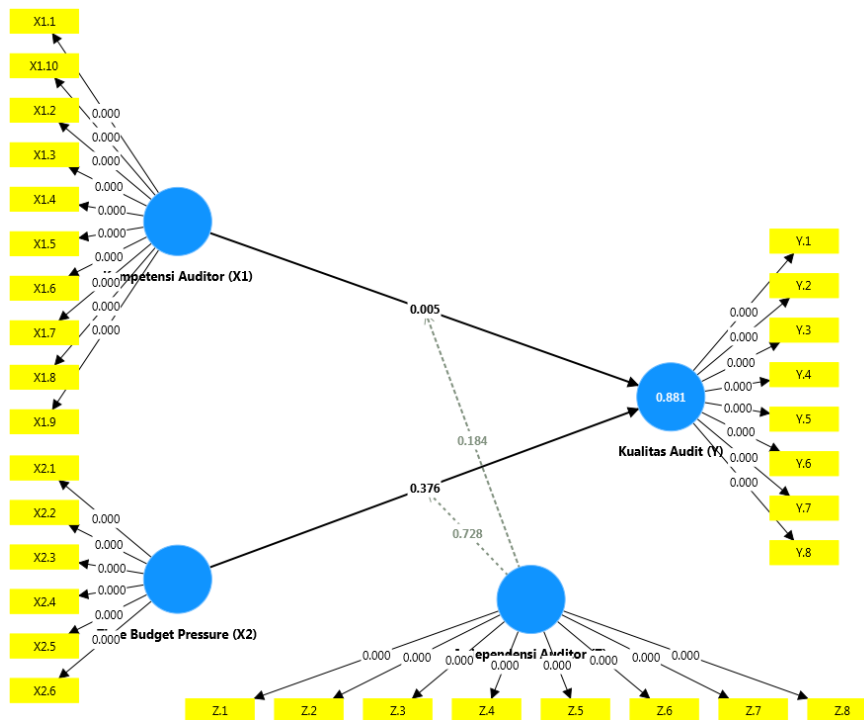 X1.1
X1.10
X1.2
X1.3
X1.4
X1.5
X1.6
X1.7
X1.8
X1.9
0.000
0.000
0.000
0.000
0.000
0.000
0.000
0.000
0.000
0.000
Auditor (X1)
X2.1
X2.2
X2.3
X2.4
X2.5
X2.6
0.000
0.000
0.000
0.000
0.000
0.000
Budget Pressure (X2)
0.005
0.184
0.376
0.728
0.881
Kualitas Audit (Y)
Y.1
Y.2
Y.3
Y.4
Y.5
Y.6
Y.7
Y.8
0.000
0.000
0.000
0.000
0.000
0.000
0.000
0.000
Auditor
0.000
0.000
0.000
0.000
0.000
0.000
0.000
0.000
Z.1
Z.2
Z.3
Z.4
Z.5
Z.6
Z.7
Z.8